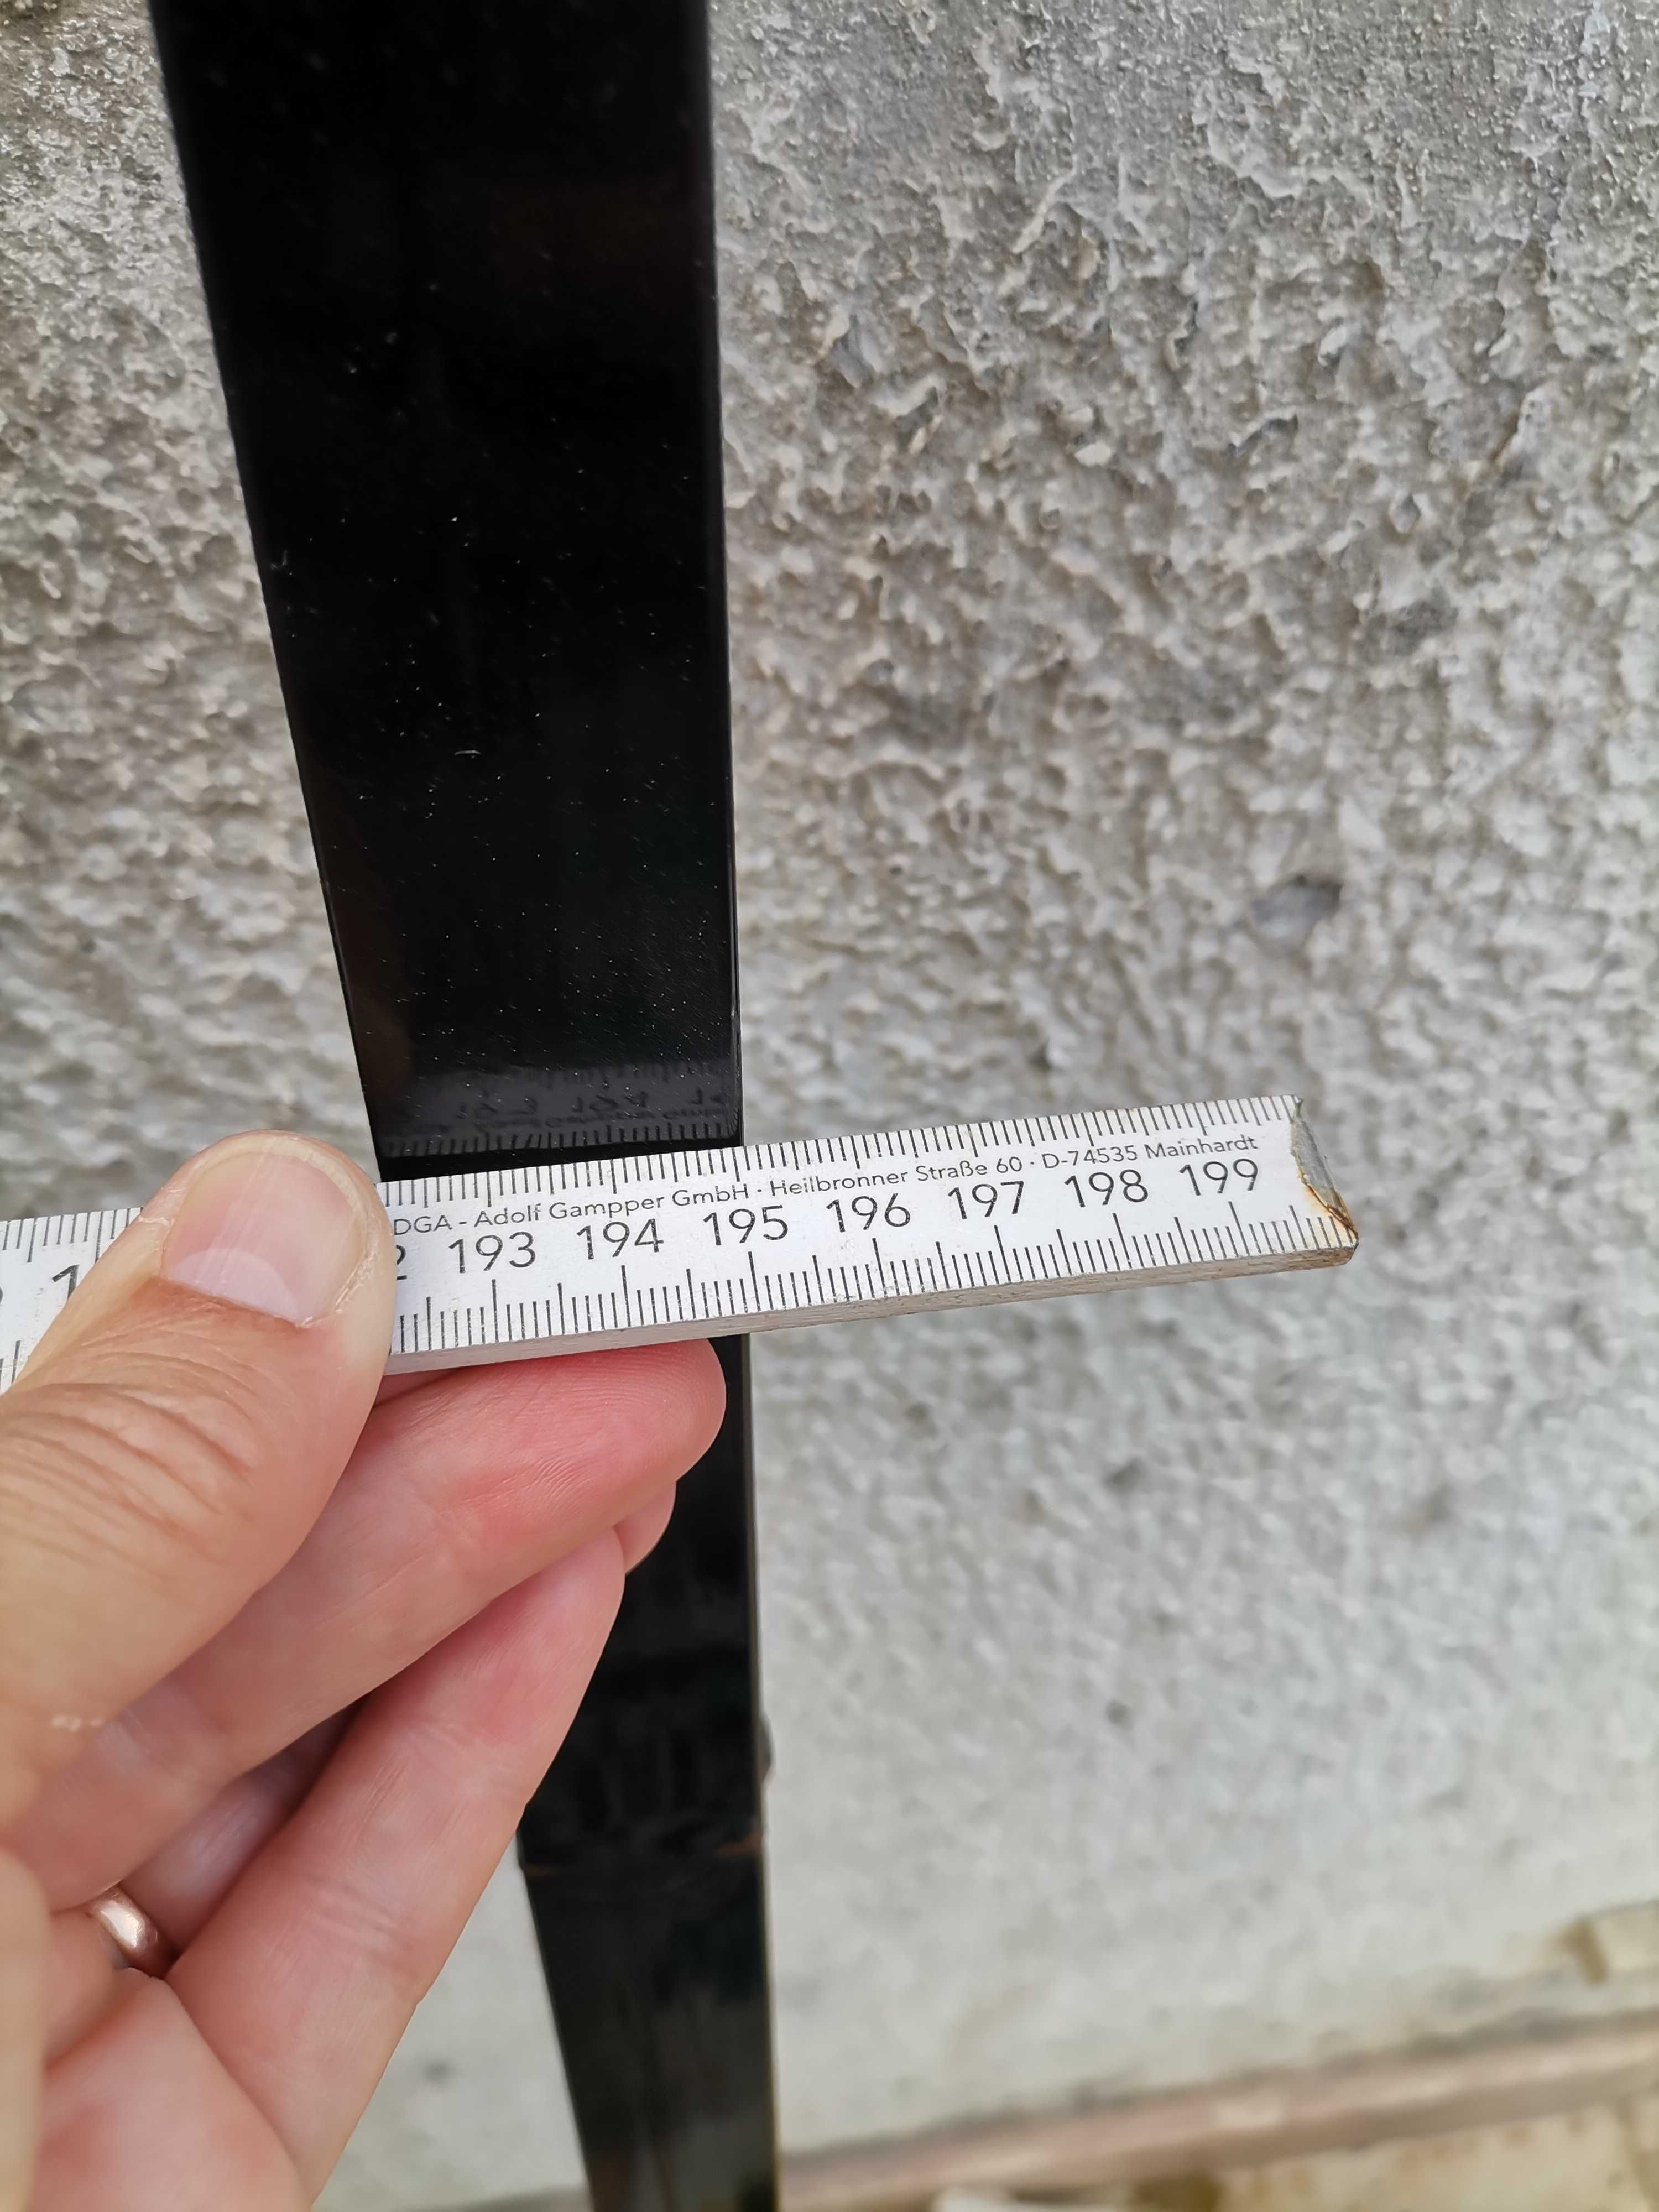 DGA - Adolf Gampper GmbH · Heilbronner Straße 60 · D-74535 Mainhardt
193 194 195 196 197 198 199